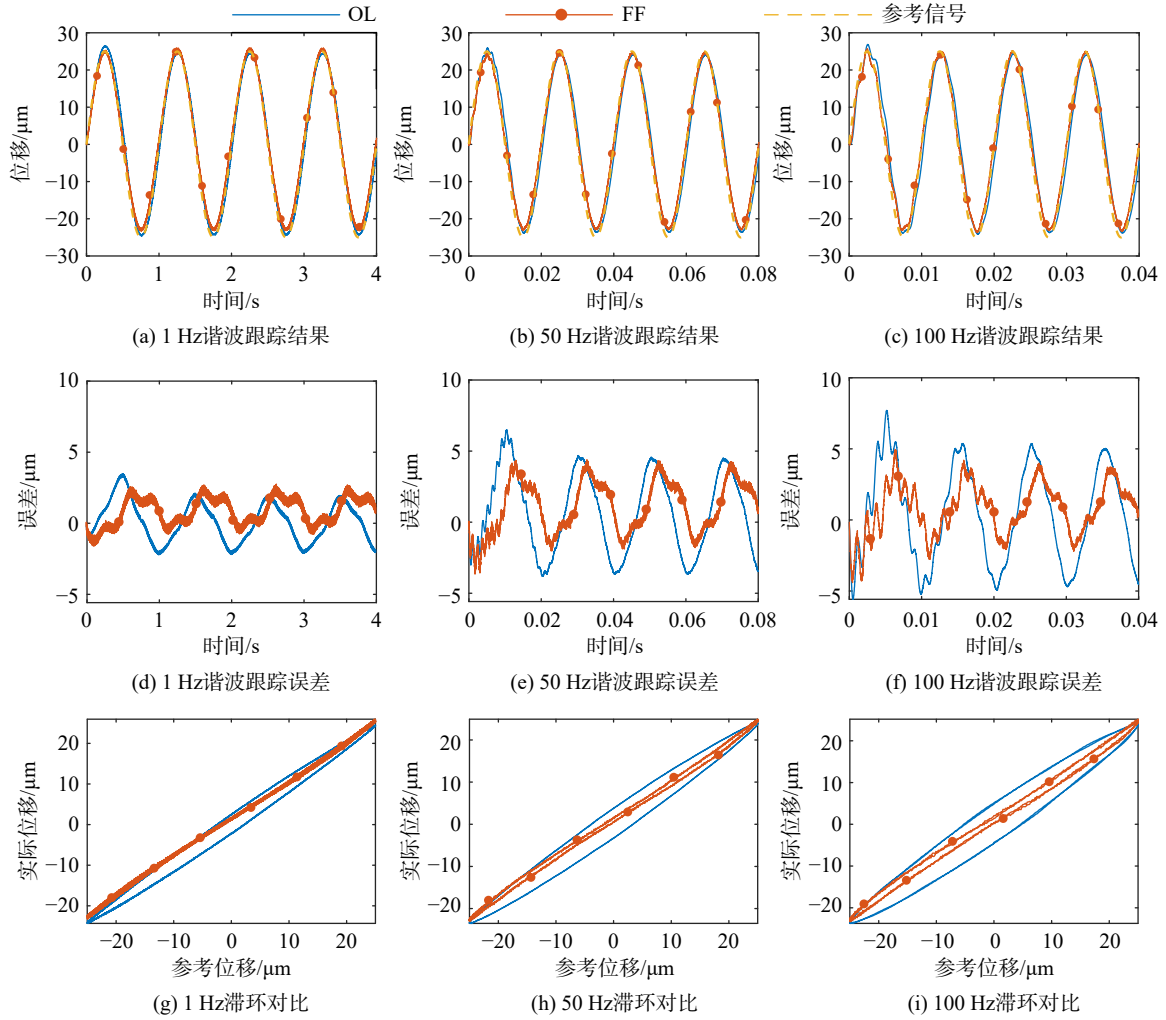 OL FF 参考信号
30 20 10 0 −10 −20 −30
位移/μm
0 1 2 3 4
时间/s
(a) 1 Hz谐波跟踪结果
30 20 10 0 −10 −20 −30
位移/μm
0 0.02 0.04 0.06 0.08
时间/s
(b) 50 Hz谐波跟踪结果
30 20 10 0 −10 −20 −30
位移/μm
0 0.01 0.02 0.03 0.04
时间/s
(c) 100 Hz谐波跟踪结果
10 5 0 −5
误差/μm
0 1 2 3 4
时间/s
(d) 1 Hz谐波跟踪误差
10 5 0 −5
误差/μm
0 0.02 0.04 0.06 0.08
时间/s
(e) 50 Hz谐波跟踪误差
10 5 0 −5
误差/μm
0 0.01 0.02 0.03 0.04
时间/s
(f) 100 Hz谐波跟踪误差
20 10 0 −10 −20
实际位移/μm
−20 −10 0 10 20
参考位移/μm
(g) 1 Hz滞环对比
20 10 0 −10 −20
实际位移/μm
−20 −10 0 10 20
参考位移/μm
(h) 50 Hz滞环对比
20 10 0 −10 −20
实际位移/μm
−20 −10 0 10 20
参考位移/μm
(i) 100 Hz滞环对比